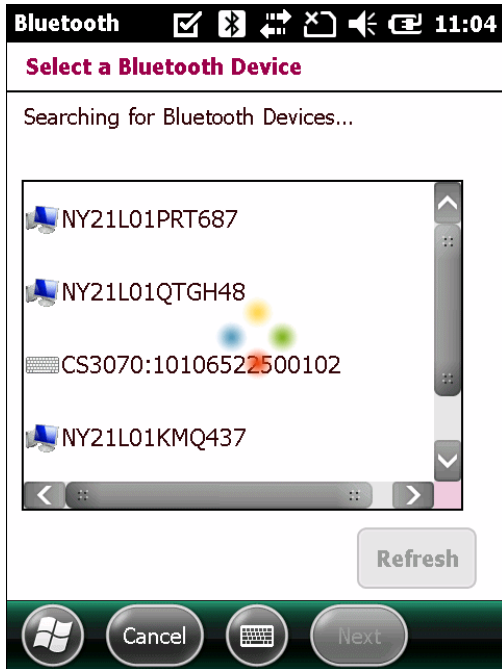 Bluetooth 11:04
Select a Bluetooth Device
Searching for Bluetooth Devices...
NY21L01PRT687
NY21L01QTGH48
CS3070:10106522500102
NY21L01KMQ437
Refresh
Cancel Next